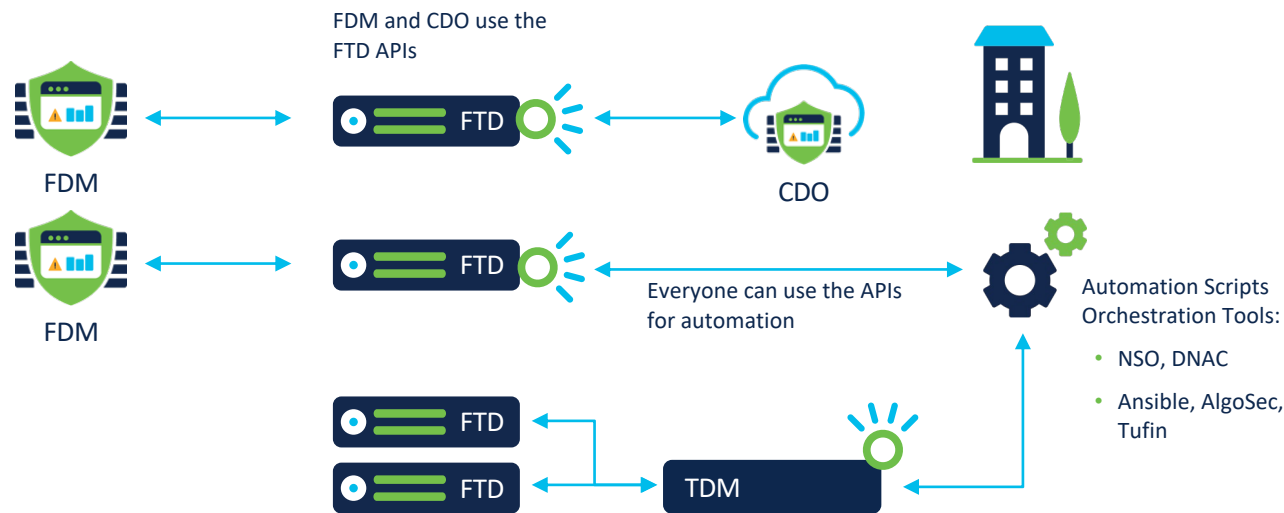 FDM and CDO use the
FTD APIs
FTD
FDM
CDO
FTD
FDM
Everyone can use the APIs
for automation
Automation Scripts
Orchestration Tools:
• NSO, DNAC
• Ansible, AlgoSec,
Tufin
FTD
FTD
TDM